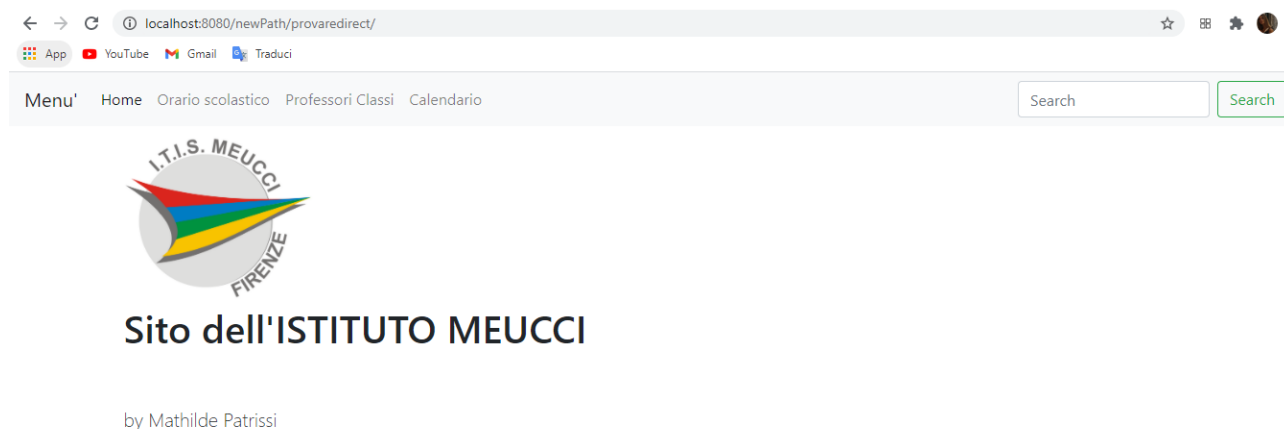 localhost:8080/newPath/provaredirect/
App YouTube Gmail Traduci
Menu' Home Orario scolastico Professori Classi Calendario Search Search
I.T.I.S. MEUCCI
FIRENZE
Sito dell'ISTITUTO MEUCCI
by Mathilde Patrissi